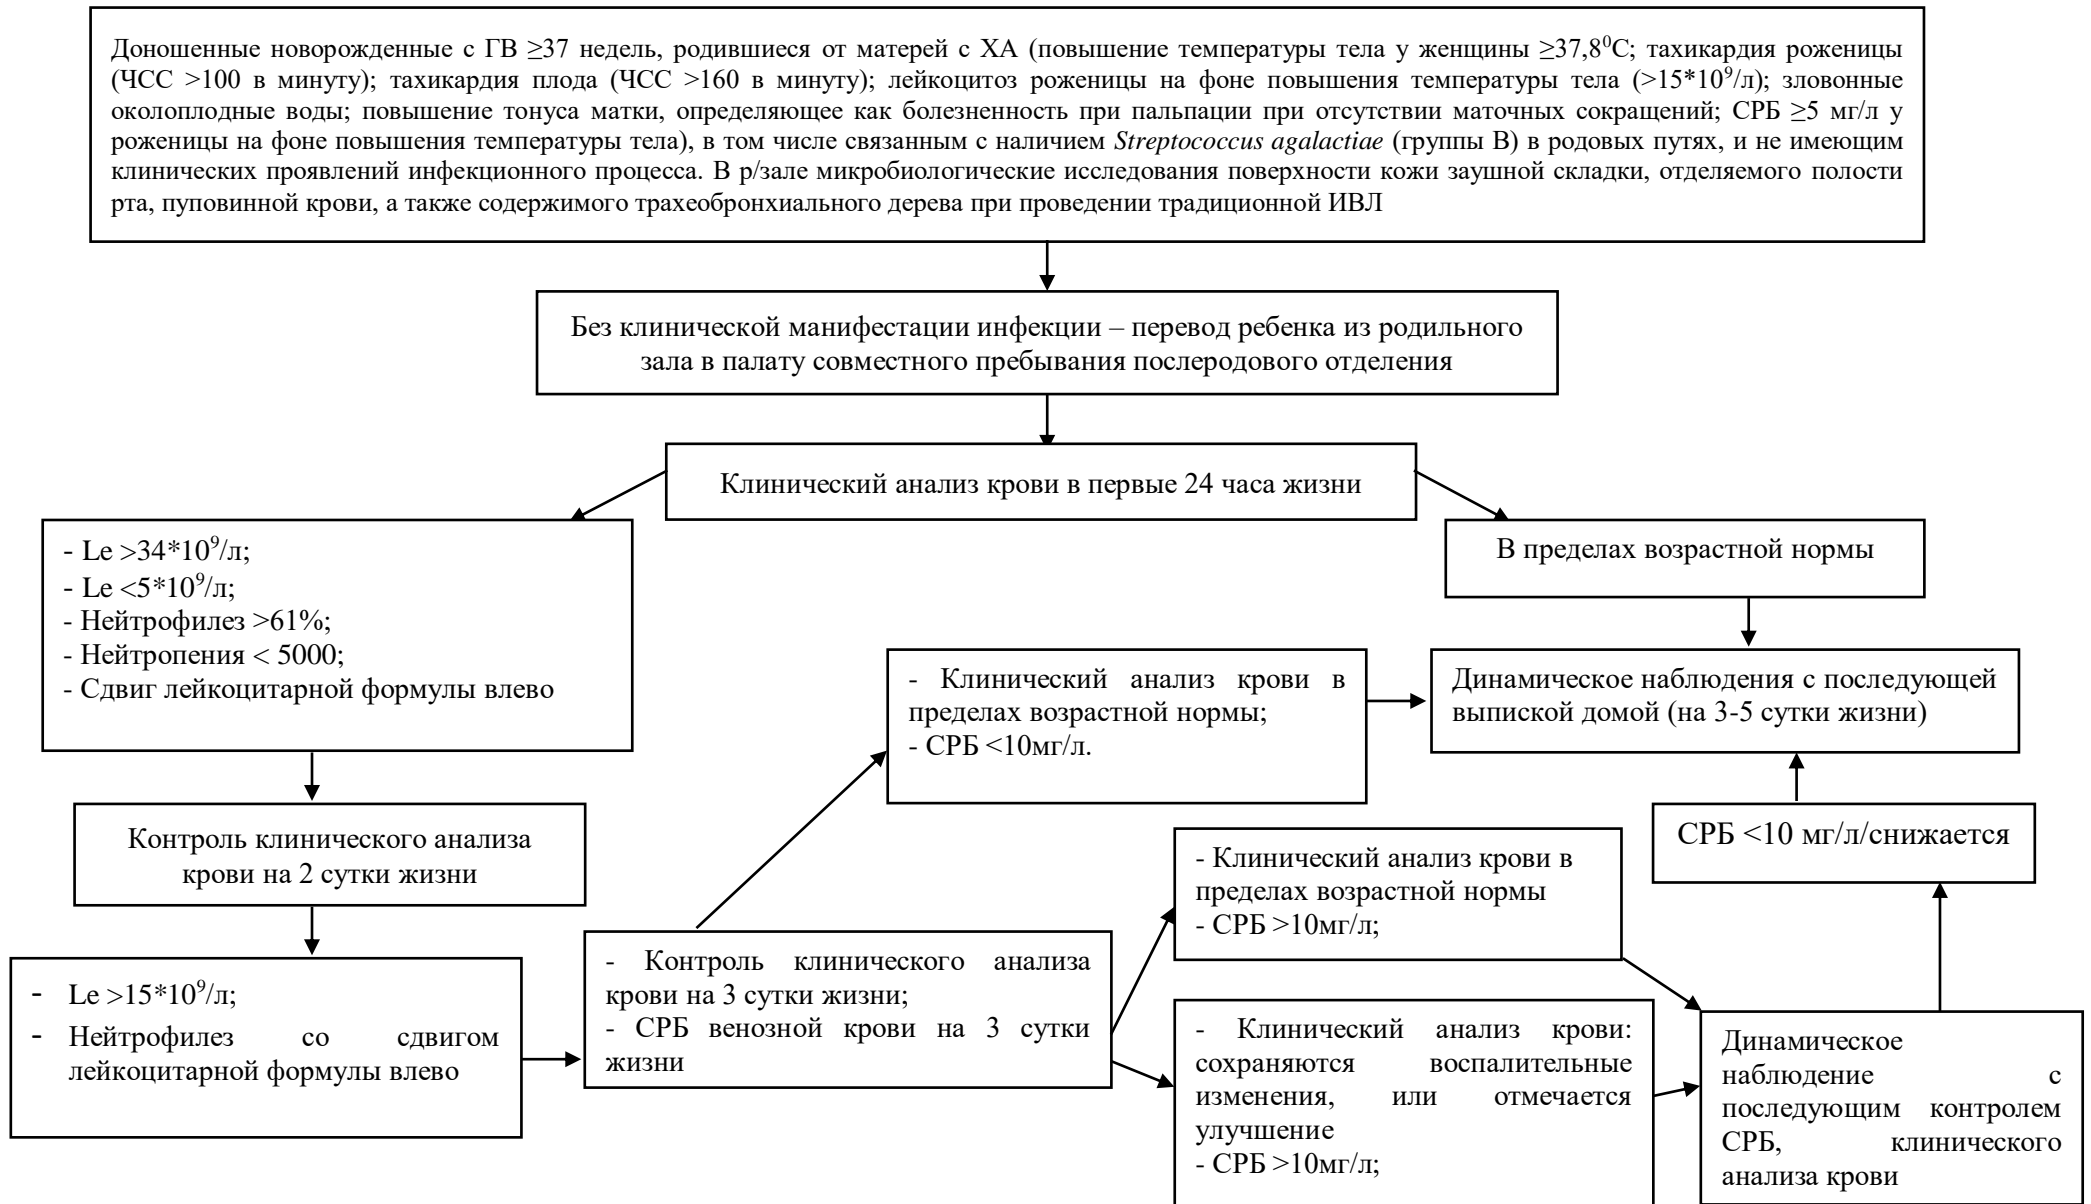 Доношенные новорожденные с ГВ ≥37 недель, родившиеся от матерей с ХА (повышение температуры тела у женщины ≥37,8⁰С; тахикардия роженицы
(ЧСС >100 в минуту); тахикардия плода (ЧСС >160 в минуту); лейкоцитоз роженицы на фоне повышения температуры тела (>15*10⁹/л); зловонные
околоплодные воды; повышение тонуса матки, определяющее как болезненность при пальпации при отсутствии маточных сокращений; СРБ ≥5 мг/л у
роженицы на фоне повышения температуры тела), в том числе связанным с наличием Streptococcus agalactiae (группы В) в родовых путях, и не имеющим
клинических проявлений инфекционного процесса. В р/зале микробиологические исследования поверхности кожи заушной складки, отделяемого полости
рта, пуповинной крови, а также содержимого трахеобронхиального дерева при проведении традиционной ИВЛ
Без клинической манифестации инфекции – перевод ребенка из родильного
зала в палату совместного пребывания послеродового отделения
Клинический анализ крови в первые 24 часа жизни
- Le >34*10⁹/л;
- Le <5*10⁹/л;
- Нейтрофилез >61%;
- Нейтропения < 5000;
- Сдвиг лейкоцитарной формулы влево
В пределах возрастной нормы
- Клинический анализ крови в
пределах возрастной нормы;
- СРБ <10мг/л.
Динамическое наблюдения с последующей
выпиской домой (на 3-5 сутки жизни)
Контроль клинического анализа
крови на 2 сутки жизни
СРБ <10 мг/л/снижается
- Клинический анализ крови в
пределах возрастной нормы
- СРБ >10мг/л;
- Le >15*10⁹/л;
- Нейтрофилез со сдвигом
лейкоцитарной формулы влево
- Контроль клинического анализа
крови на 3 сутки жизни;
- СРБ венозной крови на 3 сутки
жизни
- Клинический анализ крови:
сохраняются воспалительные
изменения, или отмечается
улучшение
- СРБ >10мг/л;
Динамическое
наблюдение с
последующим контролем
СРБ, клинического
анализа крови